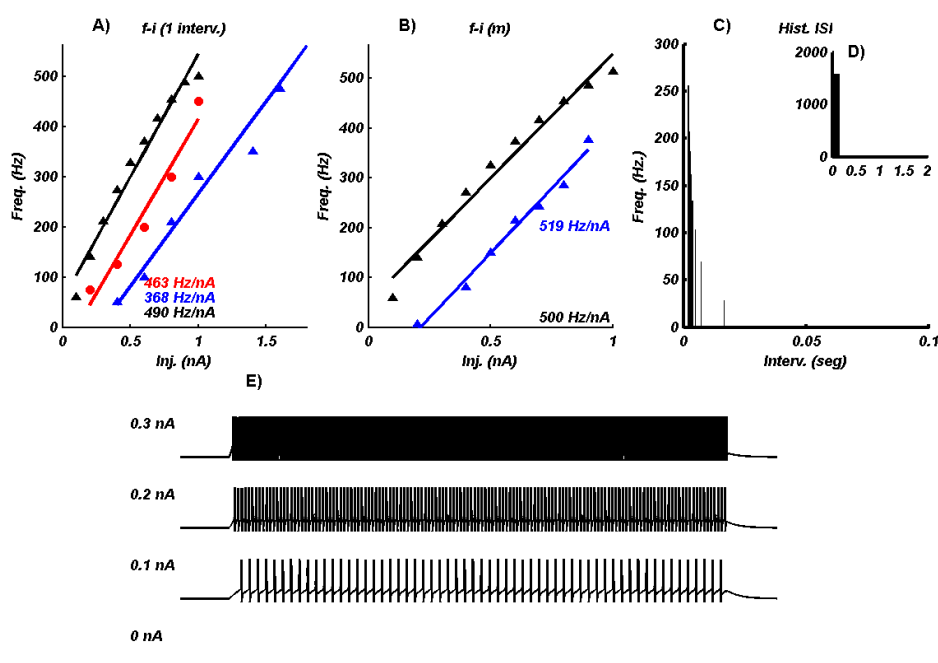 A) f-i (1 interv.)
500
400
300
200
100
0
Freq. (Hz)
463 Hz/nA
368 Hz/nA
490 Hz/nA
0 0.5 1 1.5
Inj. (nA)
B) f-i (m)
500
400
300
200
100
0
Freq. (Hz)
519 Hz/nA
500 Hz/nA
0 0.5 1
Inj. (nA)
C) Hist. ISI
300
250
200
150
100
50
0
Freq. (Hz.)
0 0.05 0.1
Interv. (seg)
D)
2000
1000
0
0 0.5 1 1.5 2
E)
0.3 nA
0.2 nA
0.1 nA
0 nA